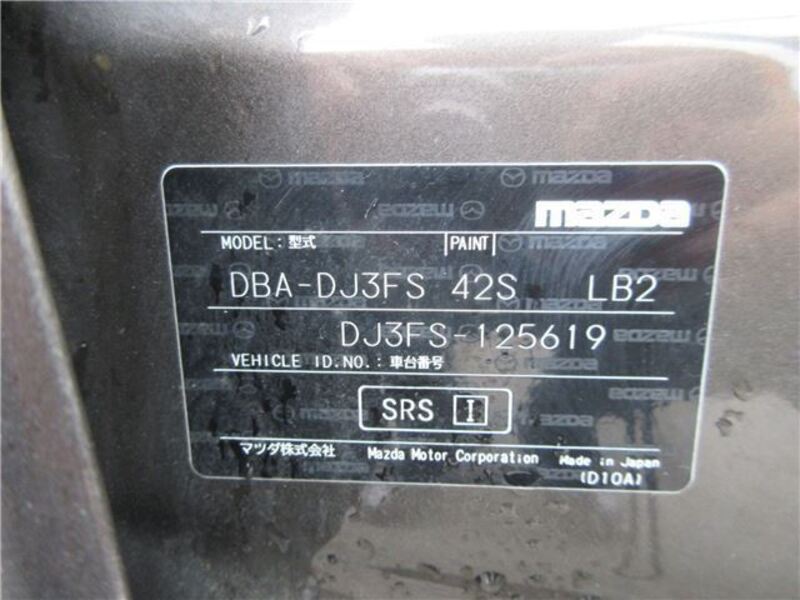 mazda
MODEL: 型式 PAINT
DBA-DJ3FS 42S LB2
DJ3FS-125619
VEHICLE ID.NO.: 車台番号
SRS I
マツダ株式会社 Mazda Motor Corporation Made in Japan
(D10A)